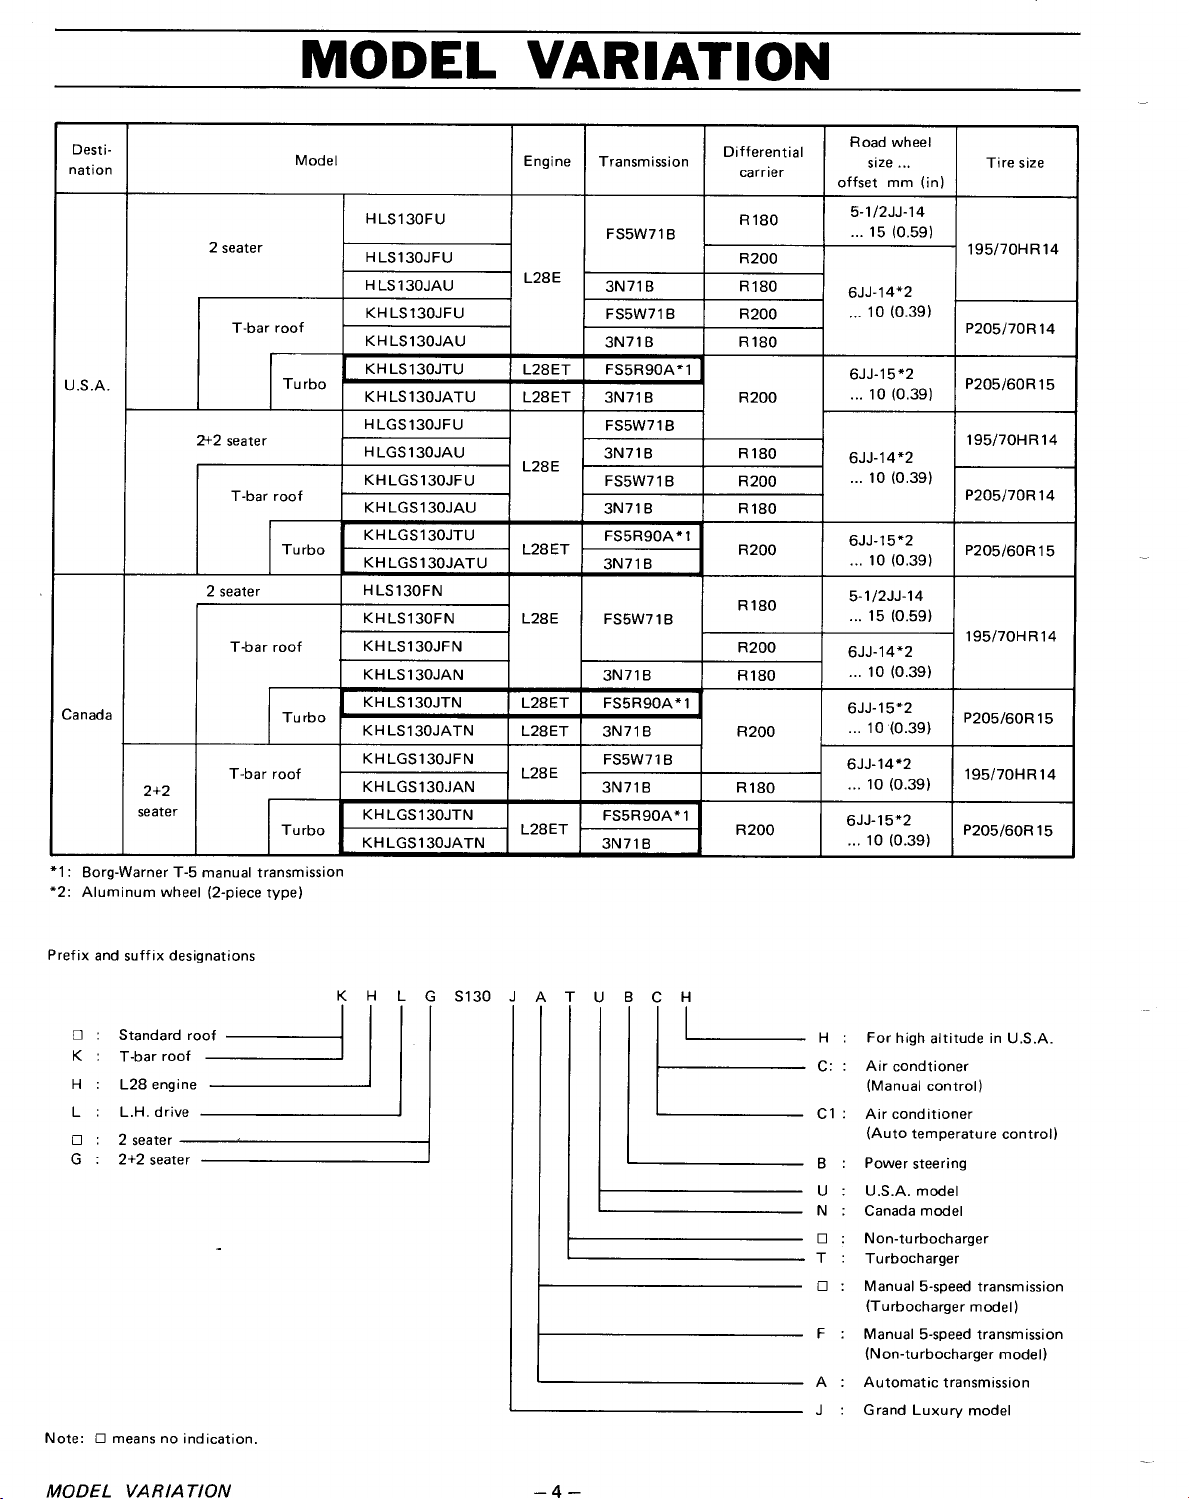 MODEL VARIATION
Desti-
nation
Model
Engine
Transmission
Differential
carrier
Road wheel
size ...
offset mm (in)
Tire size
U.S.A.
2 seater
HLS130FU
L28E
FS5W71B
R180
5-1/2JJ-14
... 15 (0.59)
195/70HR14
HLS130JFU
R200
6JJ-14*2
... 10 (0.39)
HLS130JAU
3N71B
R180
T-bar roof
KHLS130JFU
FS5W71B
R200
P205/70R14
KHLS130JAU
3N71B
R180
Turbo
KHLS130JTU
L28ET
FS5R90A*1
R200
6JJ-15*2
... 10 (0.39)
P205/60R15
KHLS130JATU
L28ET
3N71B
2+2 seater
HLGS130JFU
L28E
FS5W71B
6JJ-14*2
... 10 (0.39)
195/70HR14
HLGS130JAU
3N71B
R180
T-bar roof
KHLGS130JFU
FS5W71B
R200
P205/70R14
KHLGS130JAU
3N71B
R180
Turbo
KHLGS130JTU
L28ET
FS5R90A*1
R200
6JJ-15*2
... 10 (0.39)
P205/60R15
KHLGS130JATU
3N71B
Canada
2 seater
HLS130FN
L28E
FS5W71B
R180
5-1/2JJ-14
... 15 (0.59)
195/70HR14
T-bar roof
KHLS130FN
KHLS130JFN
R200
6JJ-14*2
... 10 (0.39)
KHLS130JAN
3N71B
R180
Turbo
KHLS130JTN
L28ET
FS5R90A*1
R200
6JJ-15*2
... 10 (0.39)
P205/60R15
KHLS130JATN
L28ET
3N71B
2+2
seater
T-bar roof
KHLGS130JFN
L28E
FS5W71B
6JJ-14*2
... 10 (0.39)
195/70HR14
KHLGS130JAN
3N71B
R180
Turbo
KHLGS130JTN
L28ET
FS5R90A*1
R200
6JJ-15*2
... 10 (0.39)
P205/60R15
KHLGS130JATN
3N71B
*1: Borg-Warner T-5 manual transmission
*2: Aluminum wheel (2-piece type)
Prefix and suffix designations
K H L G S130 J A T U B C H
□ : Standard roof
K : T-bar roof
H : L28 engine
L : L.H. drive
□ : 2 seater
G : 2+2 seater
H : For high altitude in U.S.A.
C: : Air condtioner
(Manual control)
C1 : Air conditioner
(Auto temperature control)
B : Power steering
U : U.S.A. model
N : Canada model
□ : Non-turbocharger
T : Turbocharger
□ : Manual 5-speed transmission
(Turbocharger model)
F : Manual 5-speed transmission
(Non-turbocharger model)
A : Automatic transmission
J : Grand Luxury model
Note: □ means no indication.
MODEL VARIATION
– 4 –